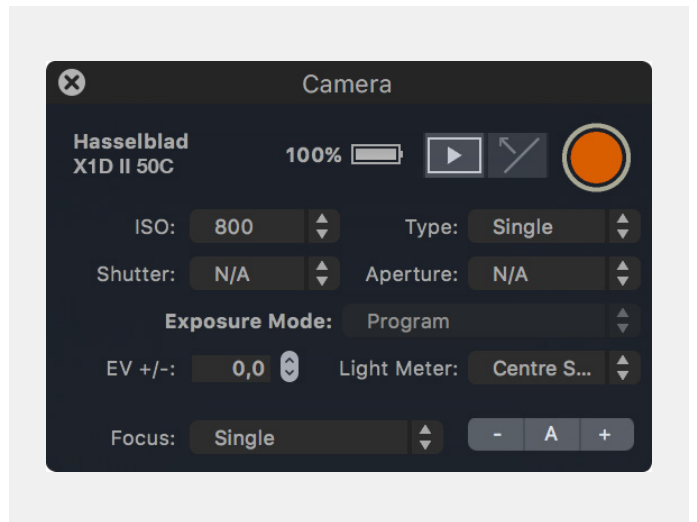 Camera
Hasselblad
X1D II 50C
100%
ISO: 800 Type: Single
Shutter: N/A Aperture: N/A
Exposure Mode: Program
EV +/-: 0,0 Light Meter: Centre S...
Focus: Single - A +